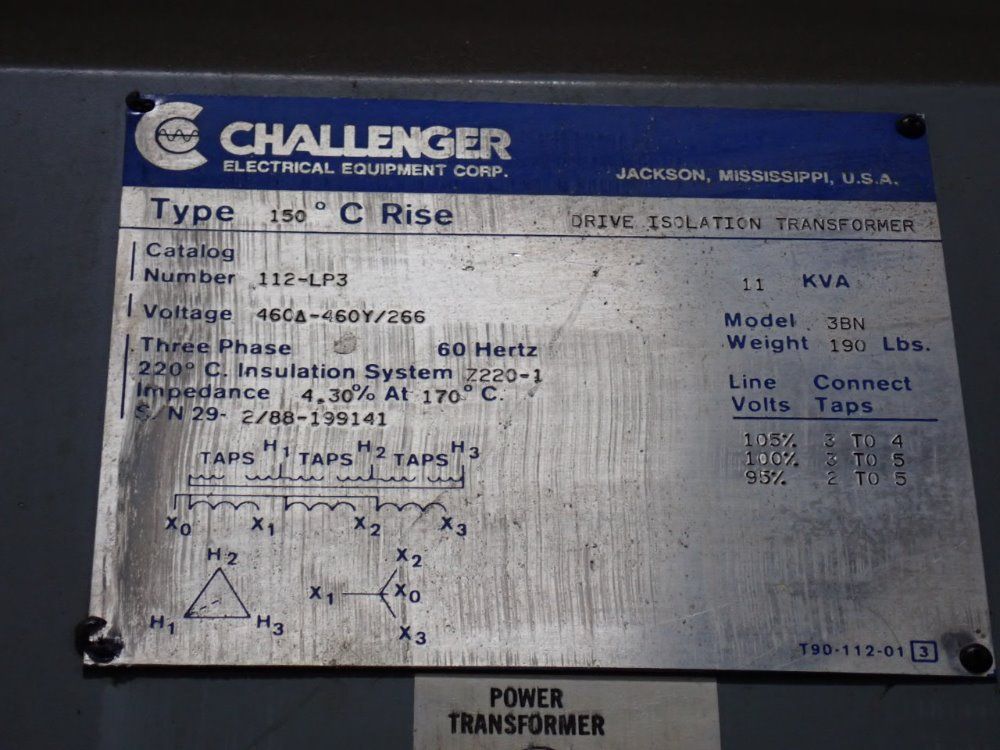 CHALLENGER
ELECTRICAL EQUIPMENT CORP.
JACKSON, MISSISSIPPI, U.S.A.
Type 150 °C Rise DRIVE ISOLATION TRANSFORMER
Catalog
Number 112-LP3
11 KVA
Voltage 460Δ-460Y/266
Model 3BN
Three Phase 60 Hertz
Weight 190 Lbs.
220° C. Insulation System Z220-1
Impedance 4.30% At 170° C.
S/N 29- 2/88-199141
Line Connect
Volts Taps
105% 3 TO 4
100% 3 TO 5
95% 2 TO 5
H1 H2 H3
TAPS TAPS TAPS
X0 X1 X2 X3
H2
H1 H3
X2
X1 X0
X3
T90-112-01 3
POWER
TRANSFORMER